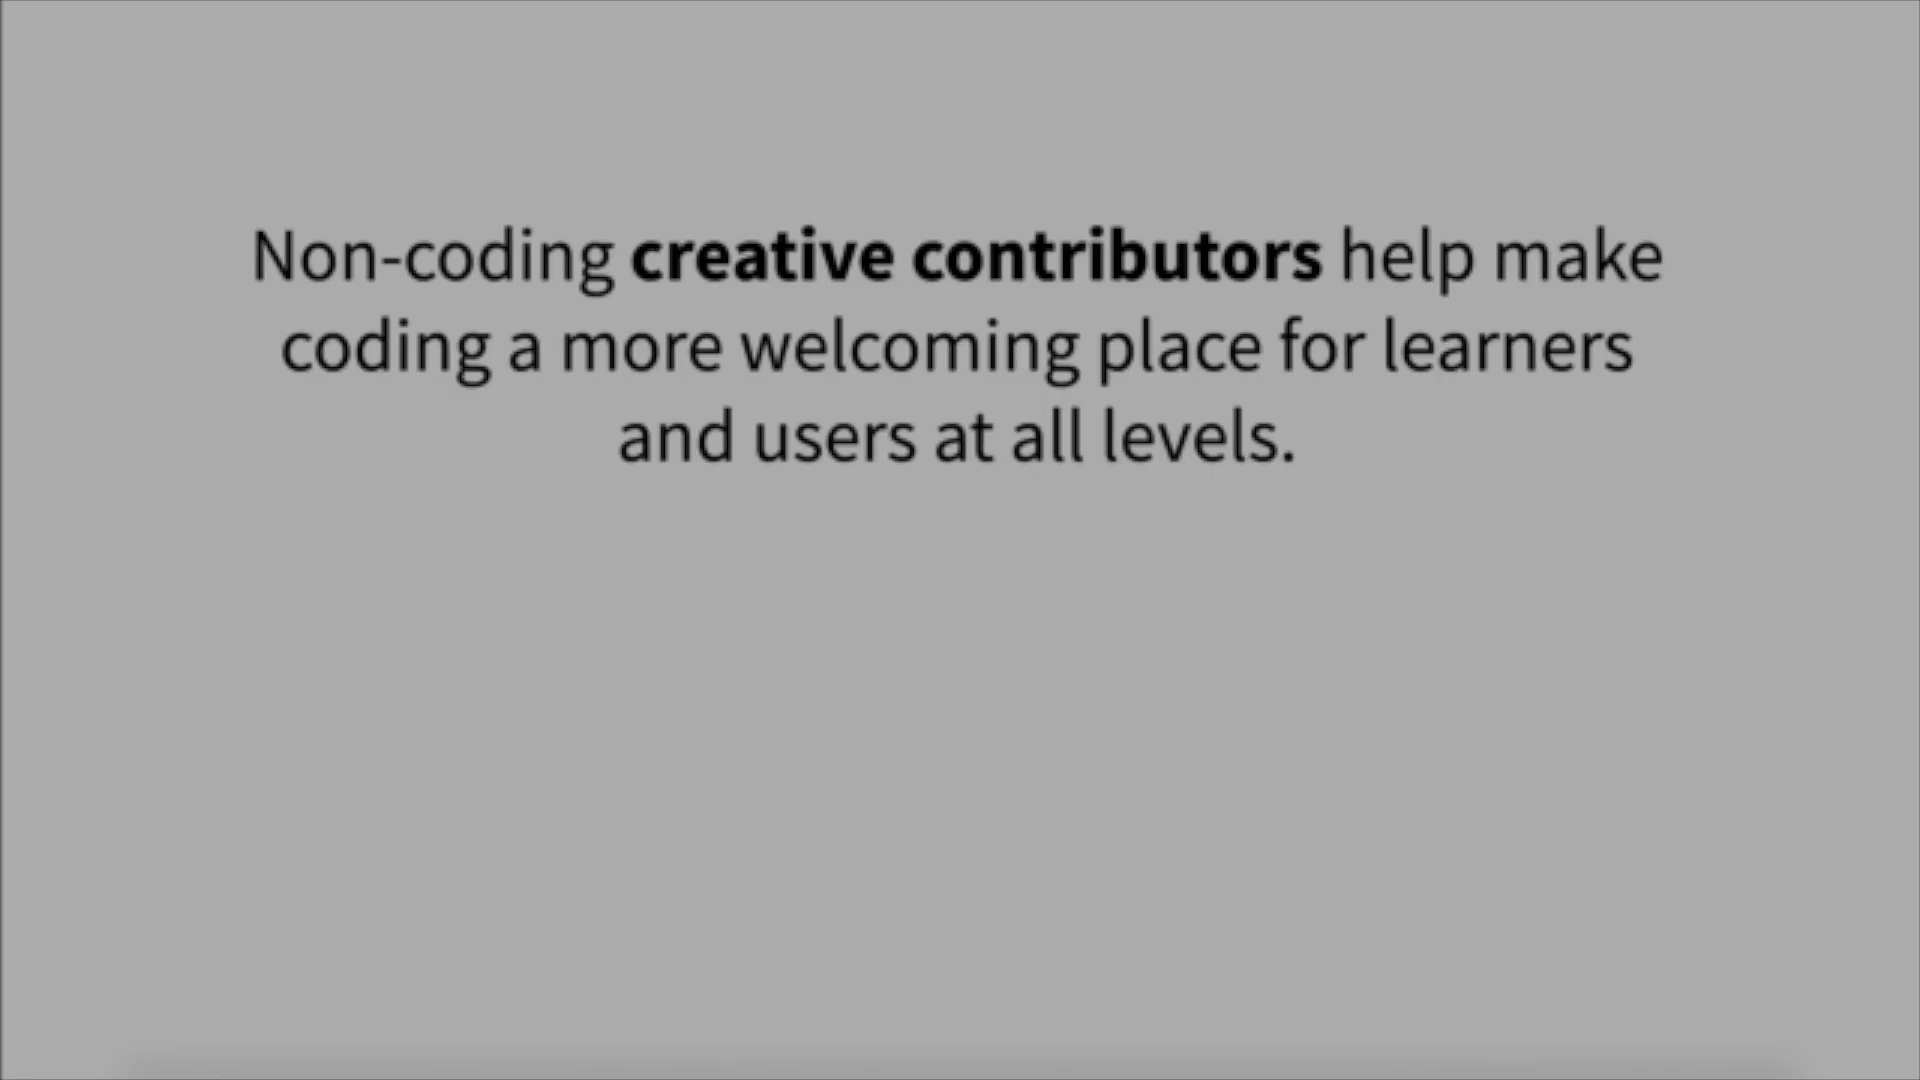 Non-coding creative contributors help make
coding a more welcoming place for learners
and users at all levels.